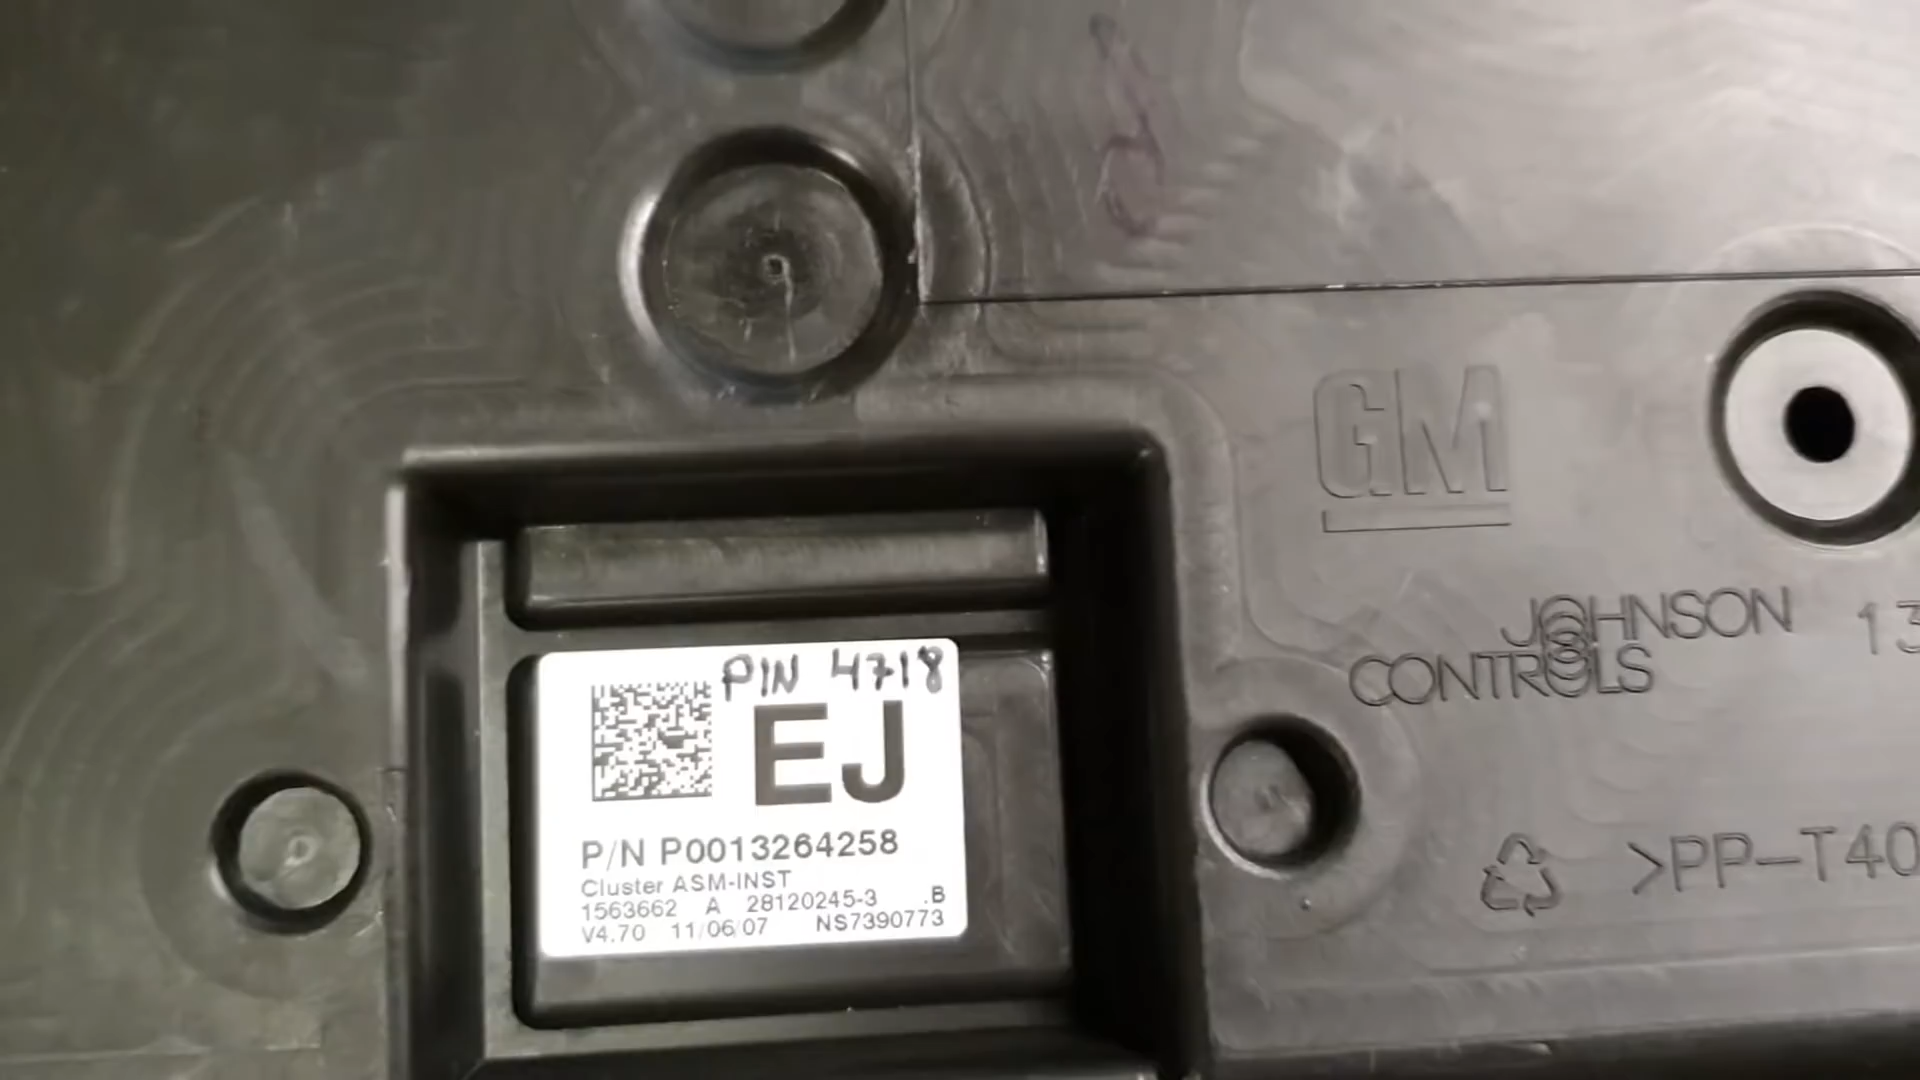 GM
JOHNSON
CONTROLS
13
PIN 4718
EJ
P/N P0013264258
Cluster ASM-INST
1563662 A 28120245-3 .B
V4.70 11/06/07 NS7390773
>PP-T40